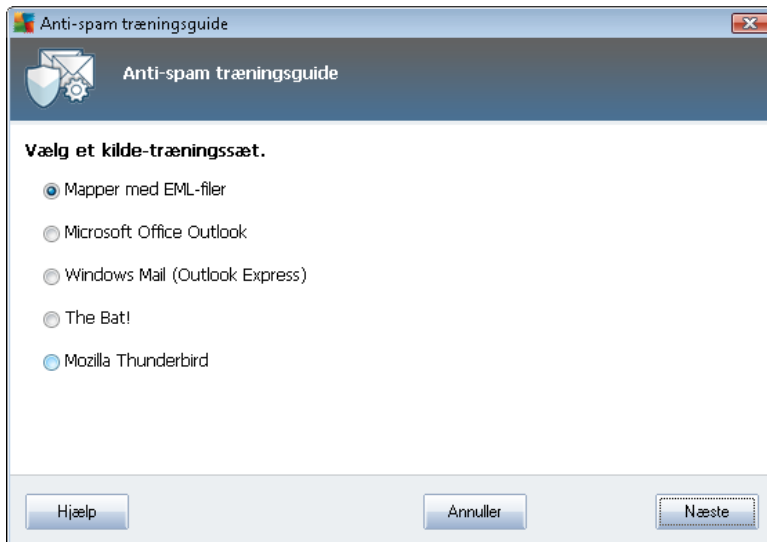 Anti-spam træningsguide
Anti-spam træningsguide
Vælg et kilde-træningssæt.
Mapper med EML-filer
Microsoft Office Outlook
Windows Mail (Outlook Express)
The Bat!
Mozilla Thunderbird
Hjælp
Annuller
Næste